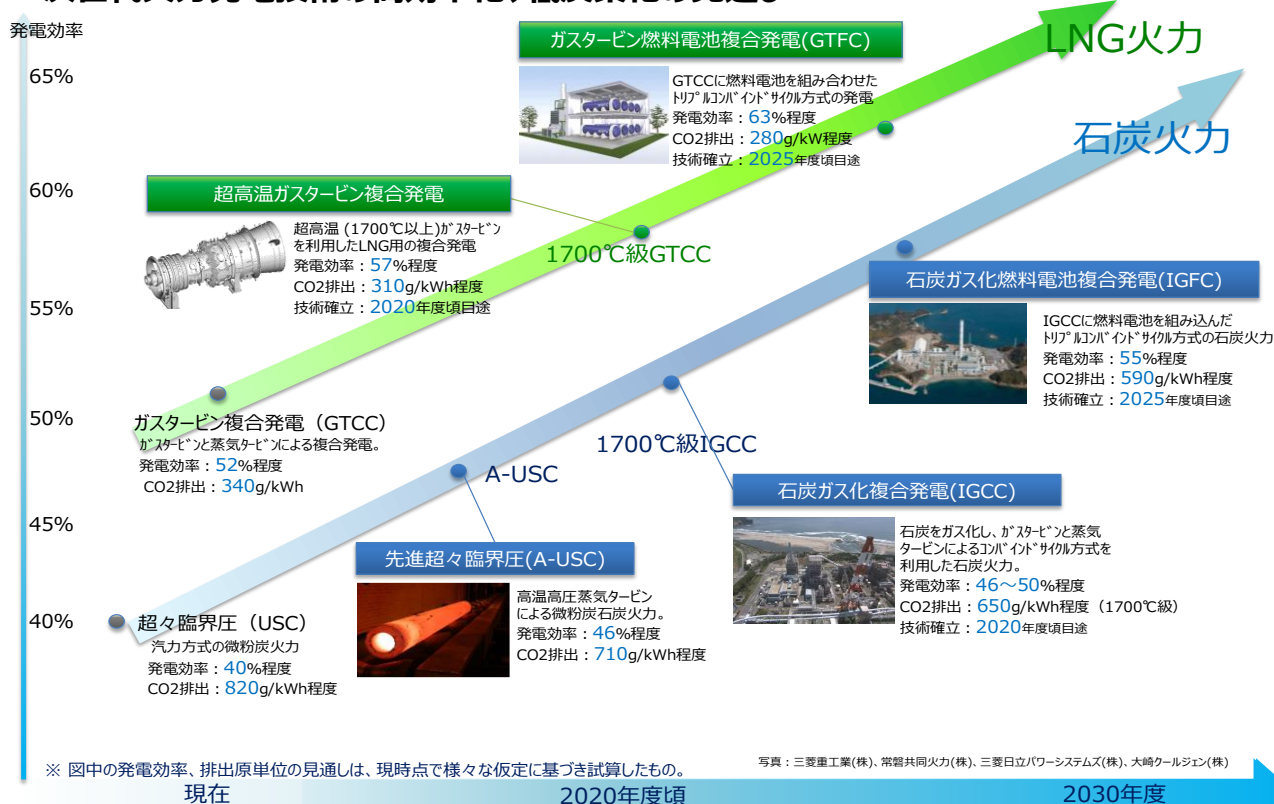 発電効率
65%
60%
55%
50%
45%
40%
LNG火力
石炭火力
ガスタービン燃料電池複合発電(GTFC)
GTCCに燃料電池を組み合わせた
ﾄﾘﾌﾟﾙｺﾝﾊﾞｲﾝﾄﾞｻｲｸﾙ方式の発電
発電効率：63%程度
CO2排出：280g/kW程度
技術確立：2025年度頃目途
超高温ガスタービン複合発電
超高温 (1700℃以上)ｶﾞｽﾀｰﾋﾞﾝ
を利用したLNG用の複合発電
発電効率：57%程度
CO2排出：310g/kWh程度
技術確立：2020年度頃目途
1700℃級GTCC
石炭ガス化燃料電池複合発電(IGFC)
IGCCに燃料電池を組み込んだ
ﾄﾘﾌﾟﾙｺﾝﾊﾞｲﾝﾄﾞｻｲｸﾙ方式の石炭火力
発電効率：55%程度
CO2排出：590g/kWh程度
技術確立：2025年度頃目途
ガスタービン複合発電（GTCC）
ｶﾞｽﾀｰﾋﾞﾝと蒸気ﾀｰﾋﾞﾝによる複合発電。
発電効率：52%程度
CO2排出：340g/kWh
1700℃級IGCC
A-USC
石炭ガス化複合発電(IGCC)
石炭をガス化し、ｶﾞｽﾀｰﾋﾞﾝと蒸気
タービンによるｺﾝﾊﾞｲﾝﾄﾞｻｲｸﾙ方式を
利用した石炭火力。
発電効率：46～50%程度
CO2排出：650g/kWh程度（1700℃級）
技術確立：2020年度頃目途
先進超々臨界圧(A-USC)
高温高圧蒸気タービン
による微粉炭石炭火力。
発電効率：46%程度
CO2排出：710g/kWh程度
超々臨界圧（USC）
汽力方式の微粉炭火力
発電効率：40%程度
CO2排出：820g/kWh程度
※ 図中の発電効率、排出原単位の見通しは、現時点で様々な仮定に基づき試算したもの。
写真：三菱重工業(株)、常磐共同火力(株)、三菱日立パワーシステムズ(株)、大崎クールジェン(株)
現在
2020年度頃
2030年度